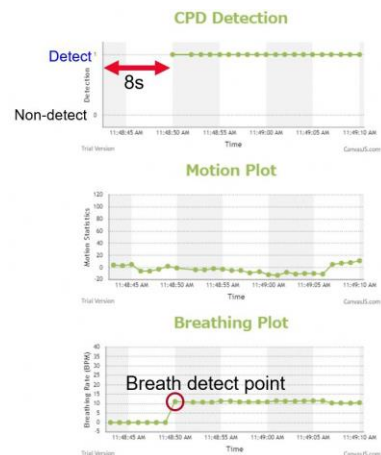 CPD Detection
Detect
1
8s
Detection
Non-detect
0
11:48:45 AM 11:48:50 AM 11:48:55 AM 11:49:00 AM 11:49:05 AM 11:49:10 AM
Time
Trial Version
CanvasJS.com
Motion Plot
Motion Statistics
120
100
80
60
40
20
0
-20
11:48:45 AM 11:48:50 AM 11:48:55 AM 11:49:00 AM 11:49:05 AM 11:49:10 AM
Time
Trial Version
CanvasJS.com
Breathing Plot
Breathing Rate (BPM)
40
35
30
25
20
15
10
5
0
-5
Breath detect point
11:48:45 AM 11:48:50 AM 11:48:55 AM 11:49:00 AM 11:49:05 AM 11:49:10 AM
Time
Trial Version
CanvasJS.com